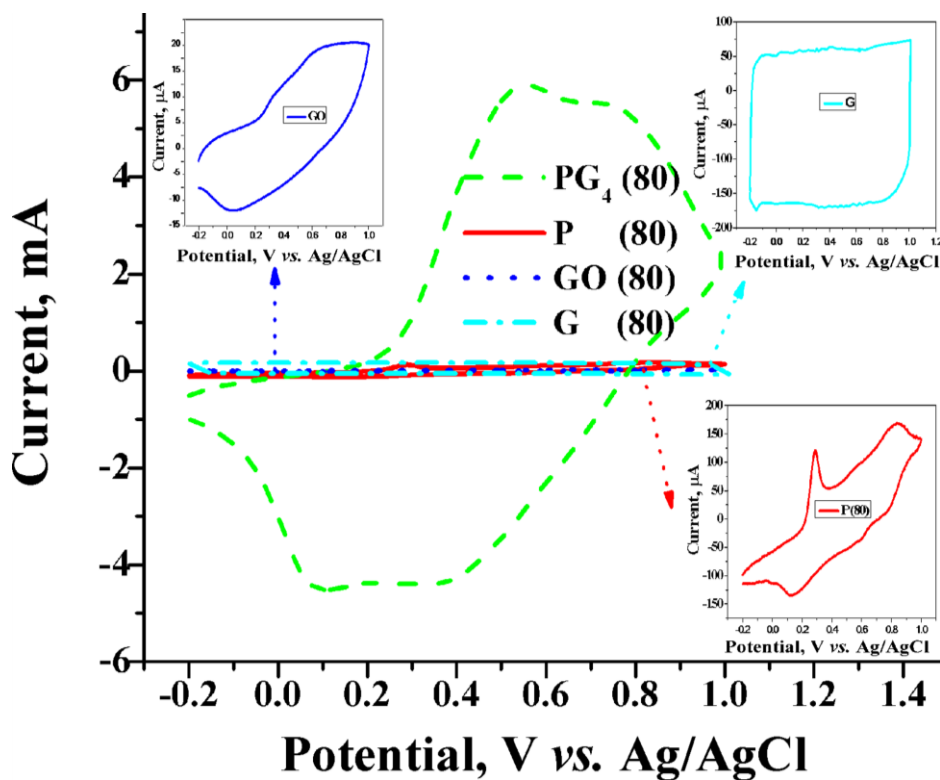 Current, mA
6
4
2
0
-2
-4
-6
-0.2 0.0 0.2 0.4 0.6 0.8 1.0 1.2 1.4
Potential, V vs. Ag/AgCl
PG₄ (80)
P (80)
GO (80)
G (80)
Current, µA
25
20
15
10
5
0
-5
-10
-15
GO
-0.2 0.0 0.2 0.4 0.6 0.8 1.0
Potential, V vs. Ag/AgCl
Current, µA
100
50
0
-50
-100
-150
-200
G
-0.2 0.0 0.2 0.4 0.6 0.8 1.0 1.2
Potential, V vs. Ag/AgCl
Current, µA
200
150
100
50
0
-50
-100
-150
P(80)
-0.2 0.0 0.2 0.4 0.6 0.8 1.0
Potential, V vs. Ag/AgCl